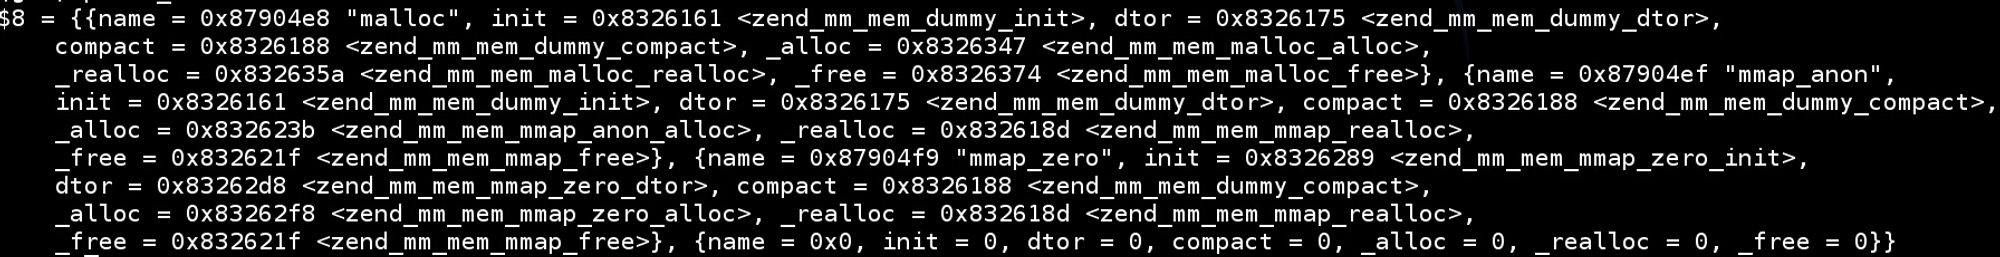 $8 = {{name = 0x87904e8 "malloc", init = 0x8326161 <zend_mm_mem_dummy_init>, dtor = 0x8326175 <zend_mm_mem_dummy_dtor>,
compact = 0x8326188 <zend_mm_mem_dummy_compact>, _alloc = 0x8326347 <zend_mm_mem_malloc_alloc>,
_realloc = 0x832635a <zend_mm_mem_malloc_realloc>, _free = 0x8326374 <zend_mm_mem_malloc_free>}, {name = 0x87904ef "mmap_anon",
init = 0x8326161 <zend_mm_mem_dummy_init>, dtor = 0x8326175 <zend_mm_mem_dummy_dtor>, compact = 0x8326188 <zend_mm_mem_dummy_compact>,
_alloc = 0x832623b <zend_mm_mem_mmap_anon_alloc>, _realloc = 0x832618d <zend_mm_mem_mmap_realloc>,
_free = 0x832621f <zend_mm_mem_mmap_free>}, {name = 0x87904f9 "mmap_zero", init = 0x8326289 <zend_mm_mem_mmap_zero_init>,
dtor = 0x83262d8 <zend_mm_mem_mmap_zero_dtor>, compact = 0x8326188 <zend_mm_mem_dummy_compact>,
_alloc = 0x83262f8 <zend_mm_mem_mmap_zero_alloc>, _realloc = 0x832618d <zend_mm_mem_mmap_realloc>,
_free = 0x832621f <zend_mm_mem_mmap_free>}, {name = 0x0, init = 0, dtor = 0, compact = 0, _alloc = 0, _realloc = 0, _free = 0}}